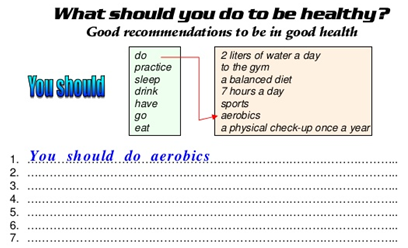 What should you do to be healthy?
Good recommendations to be in good health
You should
do
practice
sleep
drink
have
go
eat
2 liters of water a day
to the gym
a balanced diet
7 hours a day
sports
aerobics
a physical check-up once a year
1. You should do aerobics
2.
3.
4.
5.
6.
7.